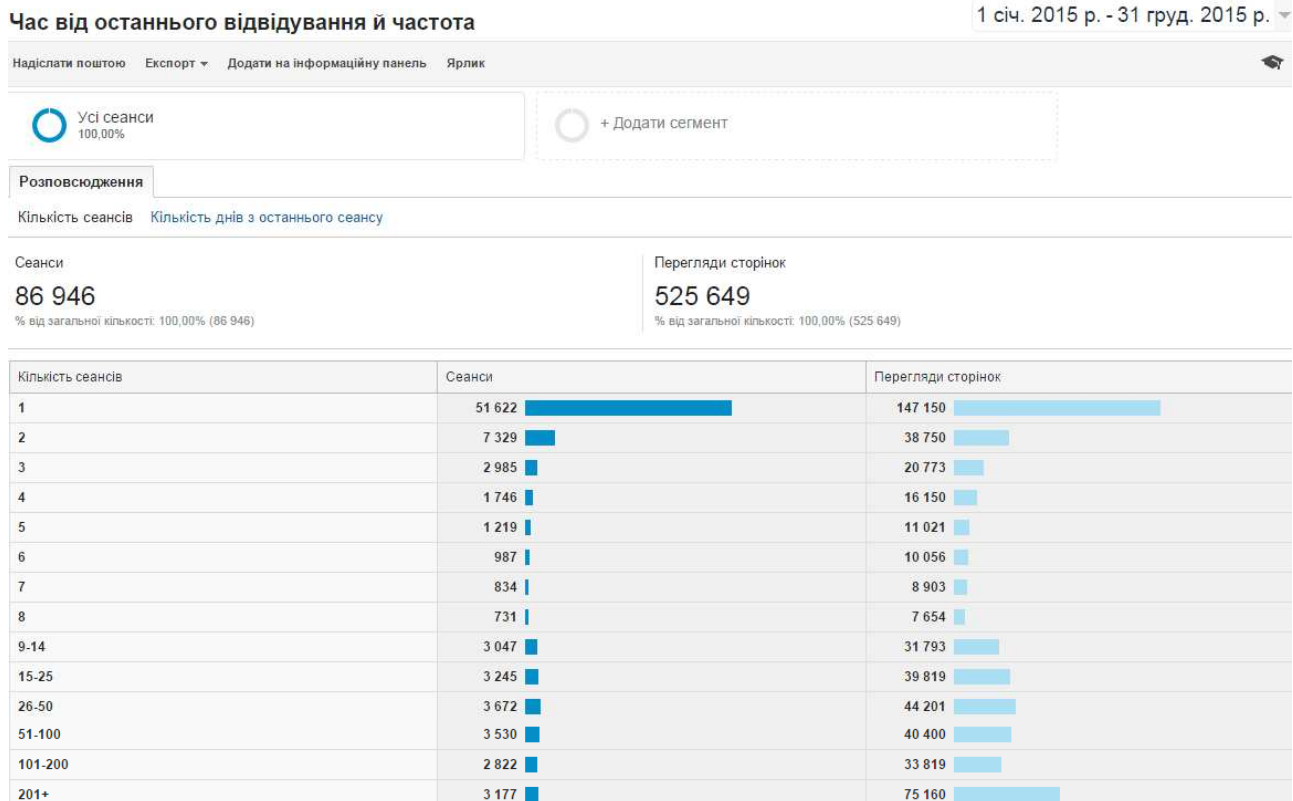 Час від останнього відвідування й частота
1 січ. 2015 р. - 31 груд. 2015 р.
Надіслати поштою Експорт Додати на інформаційну панель Ярлик
Усі сеанси
100,00%
+ Додати сегмент
Розповсюдження
Кількість сеансів Кількість днів з останнього сеансу
Сеанси Перегляди сторінок
86 946 525 649
% від загальної кількості: 100,00% (86 946) % від загальної кількості: 100,00% (525 649)
Кількість сеансів Сеанси Перегляди сторінок
1 51 622 147 150
2 7 329 38 750
3 2 985 20 773
4 1 746 16 150
5 1 219 11 021
6 987 10 056
7 834 8 903
8 731 7 654
9-14 3 047 31 793
15-25 3 245 39 819
26-50 3 672 44 201
51-100 3 530 40 400
101-200 2 822 33 819
201+ 3 177 75 160